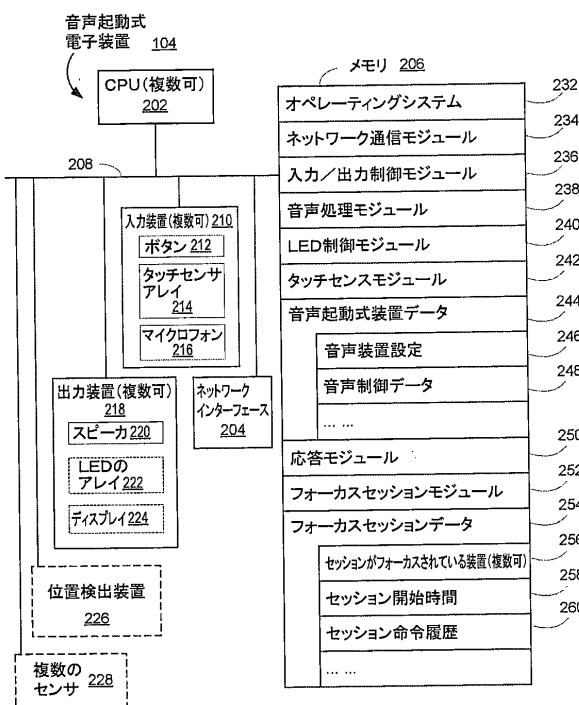 音声起動式
電子装置 104
CPU(複数可)
202
208
入力装置(複数可) 210
ボタン 212
タッチセンサ
アレイ
214
マイクロフォン
216
出力装置(複数可)
218
スピーカ 220
LEDの
アレイ 222
ディスプレイ 224
ネットワーク
インターフェース
204
位置検出装置
226
複数の
センサ 228
メモリ 206
オペレーティングシステム 232
ネットワーク通信モジュール 234
入力/出力制御モジュール 236
音声処理モジュール 238
LED制御モジュール 240
タッチセンスモジュール 242
音声起動式装置データ 244
音声装置設定 246
音声制御データ 248
... ...
応答モジュール 250
フォーカスセッションモジュール 252
フォーカスセッションデータ 254
セッションがフォーカスされている装置(複数可) 256
セッション開始時間 258
セッション命令履歴 260
... ...